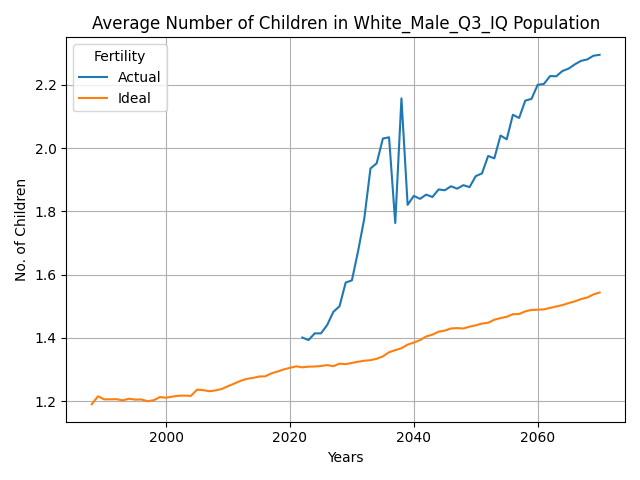 Average Number of Children in White_Male_Q3_IQ Population
Fertility
Actual
Ideal
No. of Children
2.2
2.0
1.8
1.6
1.4
1.2
2000 2020 2040 2060
Years